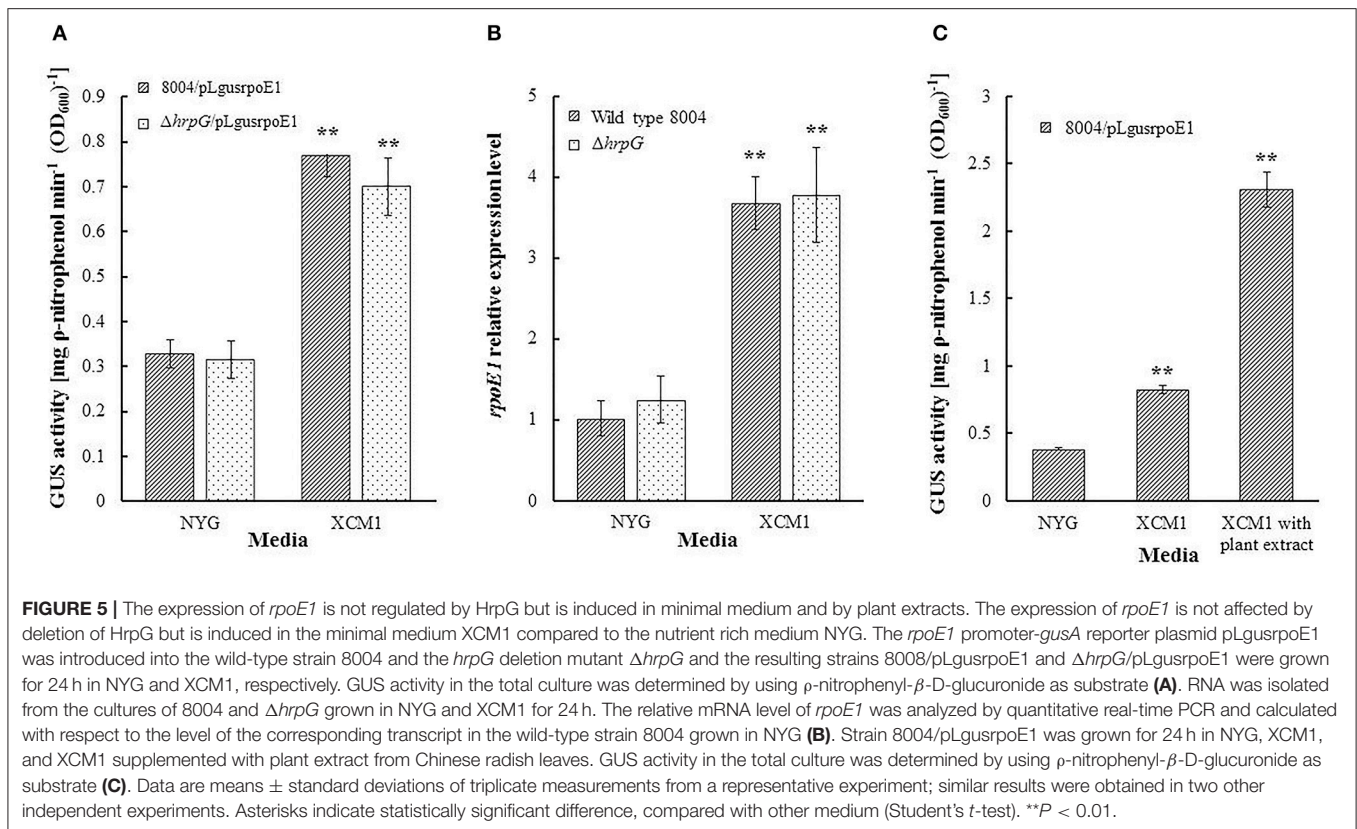 A
GUS activity [mg ρ-nitrophenol min⁻¹ (OD₆₀₀)⁻¹]
8004/pLgusrpoE1
ΔhrpG/pLgusrpoE1
0.9
0.8
0.7
0.6
0.5
0.4
0.3
0.2
0.1
0
**
**
NYG
XCM1
Media
B
rpoE1 relative expression level
Wild type 8004
ΔhrpG
5
4
3
2
1
0
**
**
NYG
XCM1
Media
C
GUS activity [mg ρ-nitrophenol min⁻¹ (OD₆₀₀)⁻¹]
8004/pLgusrpoE1
3
2.5
2
1.5
1
0.5
0
**
**
NYG
XCM1
XCM1 with
plant extract
Media
FIGURE 5 | The expression of rpoE1 is not regulated by HrpG but is induced in minimal medium and by plant extracts. The expression of rpoE1 is not affected by
deletion of HrpG but is induced in the minimal medium XCM1 compared to the nutrient rich medium NYG. The rpoE1 promoter-gusA reporter plasmid pLgusrpoE1
was introduced into the wild-type strain 8004 and the hrpG deletion mutant ΔhrpG and the resulting strains 8008/pLgusrpoE1 and ΔhrpG/pLgusrpoE1 were grown
for 24 h in NYG and XCM1, respectively. GUS activity in the total culture was determined by using ρ-nitrophenyl-β-D-glucuronide as substrate (A). RNA was isolated
from the cultures of 8004 and ΔhrpG grown in NYG and XCM1 for 24 h. The relative mRNA level of rpoE1 was analyzed by quantitative real-time PCR and calculated
with respect to the level of the corresponding transcript in the wild-type strain 8004 grown in NYG (B). Strain 8004/pLgusrpoE1 was grown for 24 h in NYG, XCM1,
and XCM1 supplemented with plant extract from Chinese radish leaves. GUS activity in the total culture was determined by using ρ-nitrophenyl-β-D-glucuronide as
substrate (C). Data are means ± standard deviations of triplicate measurements from a representative experiment; similar results were obtained in two other
independent experiments. Asterisks indicate statistically significant difference, compared with other medium (Student's t-test). **P < 0.01.